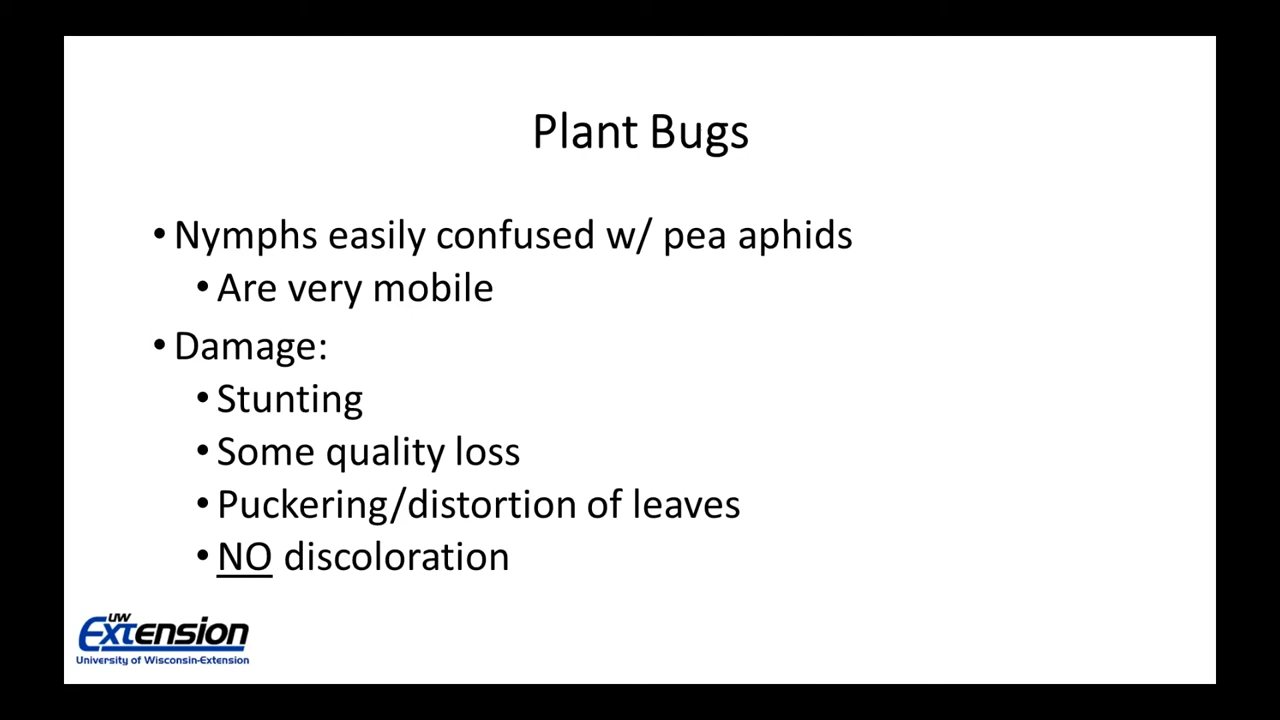 Plant Bugs
• Nymphs easily confused w/ pea aphids
• Are very mobile
• Damage:
• Stunting
• Some quality loss
• Puckering/distortion of leaves
• NO discoloration
UW
Extension
University of Wisconsin-Extension